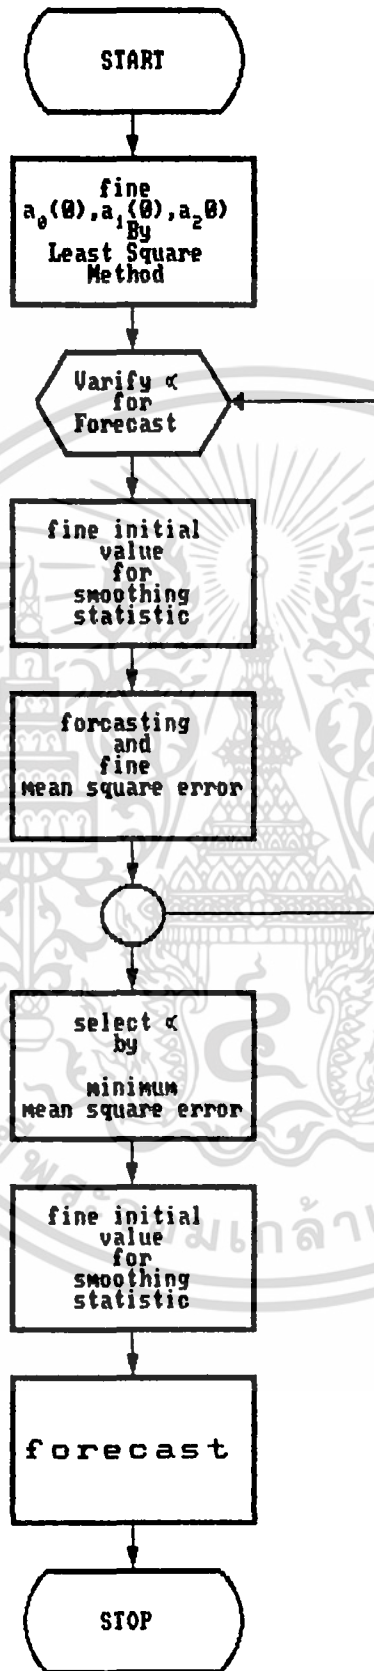 START
fine
a₀(0),a₁(0),a₂0)
By
Least Square
Method
Varify α
for
Forecast
fine initial
value
for
smoothing
statistic
forcasting
and
fine
mean square error
select α
by
minimum
mean square error
fine initial
value
for
smoothing
statistic
forecast
STOP